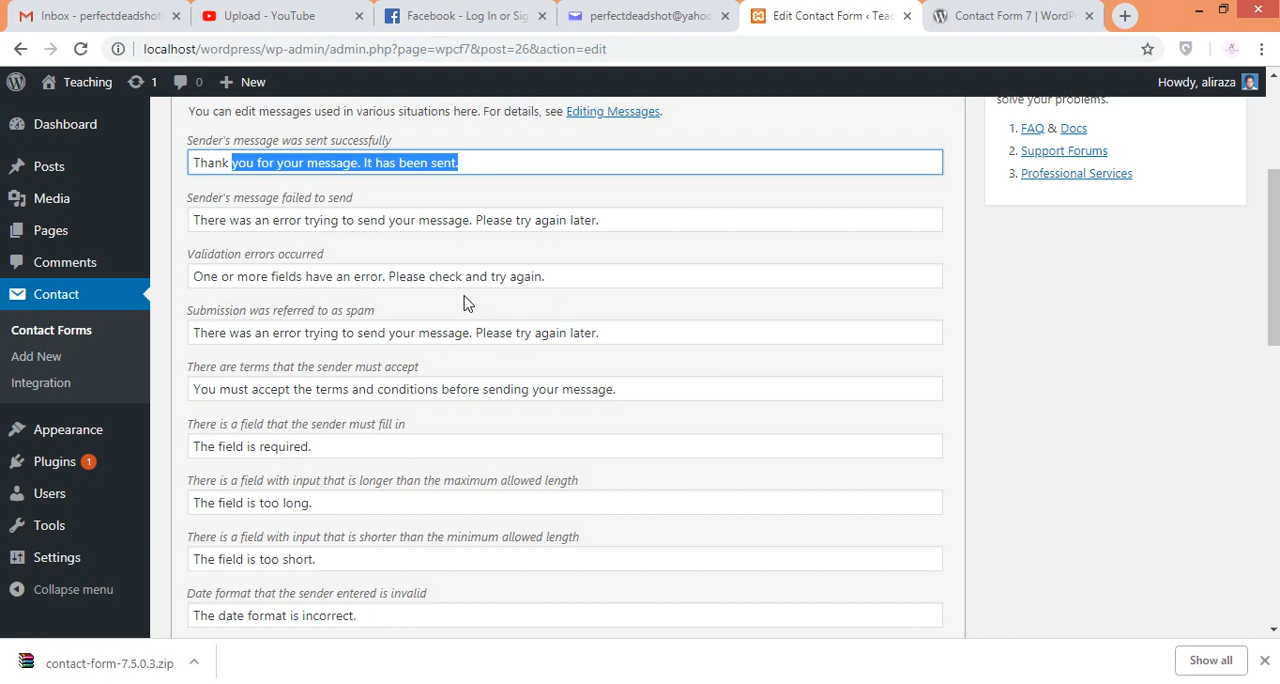 Inbox - perfectdeadshot
Upload - YouTube
Facebook - Log In or Sig
perfectdeadshot@yahoo
Edit Contact Form ‹ Teac
Contact Form 7 | WordPr
localhost/wordpress/wp-admin/admin.php?page=wpcf7&post=26&action=edit
Teaching
1
0
New
Howdy, aliraza
Dashboard
Posts
Media
Pages
Comments
Contact
Contact Forms
Add New
Integration
Appearance
Plugins 1
Users
Tools
Settings
Collapse menu
You can edit messages used in various situations here. For details, see Editing Messages.
Sender's message was sent successfully
Thank you for your message. It has been sent.
Sender's message failed to send
There was an error trying to send your message. Please try again later.
Validation errors occurred
One or more fields have an error. Please check and try again.
Submission was referred to as spam
There was an error trying to send your message. Please try again later.
There are terms that the sender must accept
You must accept the terms and conditions before sending your message.
There is a field that the sender must fill in
The field is required.
There is a field with input that is longer than the maximum allowed length
The field is too long.
There is a field with input that is shorter than the minimum allowed length
The field is too short.
Date format that the sender entered is invalid
The date format is incorrect.
solve your problems.
1. FAQ & Docs
2. Support Forums
3. Professional Services
contact-form-7.5.0.3.zip
Show all